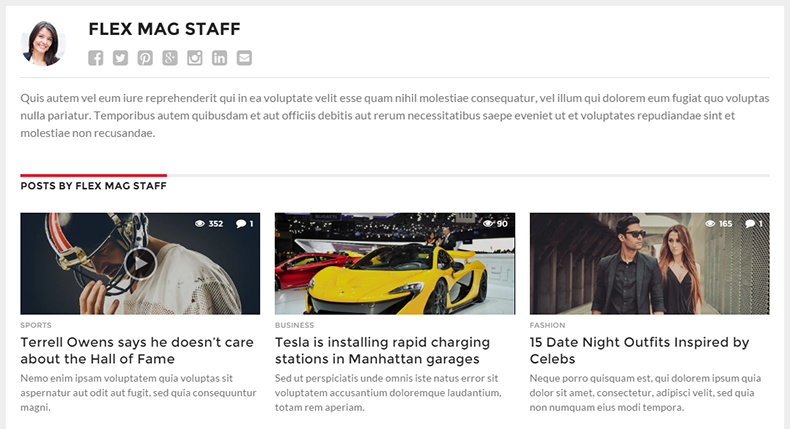 FLEX MAG STAFF
Quis autem vel eum iure reprehenderit qui in ea voluptate velit esse quam nihil molestiae consequatur, vel illum qui dolorem eum fugiat quo voluptas
nulla pariatur. Temporibus autem quibusdam et aut officiis debitis aut rerum necessitatibus saepe eveniet ut et voluptates repudiandae sint et
molestiae non recusandae.
POSTS BY FLEX MAG STAFF
352 1
90
165 1
SPORTS
Terrell Owens says he doesn't care
about the Hall of Fame
Nemo enim ipsam voluptatem quia voluptas sit
aspernatur aut odit aut fugit, sed quia consequuntur
magni.
BUSINESS
Tesla is installing rapid charging
stations in Manhattan garages
Sed ut perspiciatis unde omnis iste natus error sit
voluptatem accusantium doloremque laudantium,
totam rem aperiam.
FASHION
15 Date Night Outfits Inspired by
Celebs
Neque porro quisquam est, qui dolorem ipsum quia
dolor sit amet, consectetur, adipisci velit, sed quia
non numquam eius modi tempora.